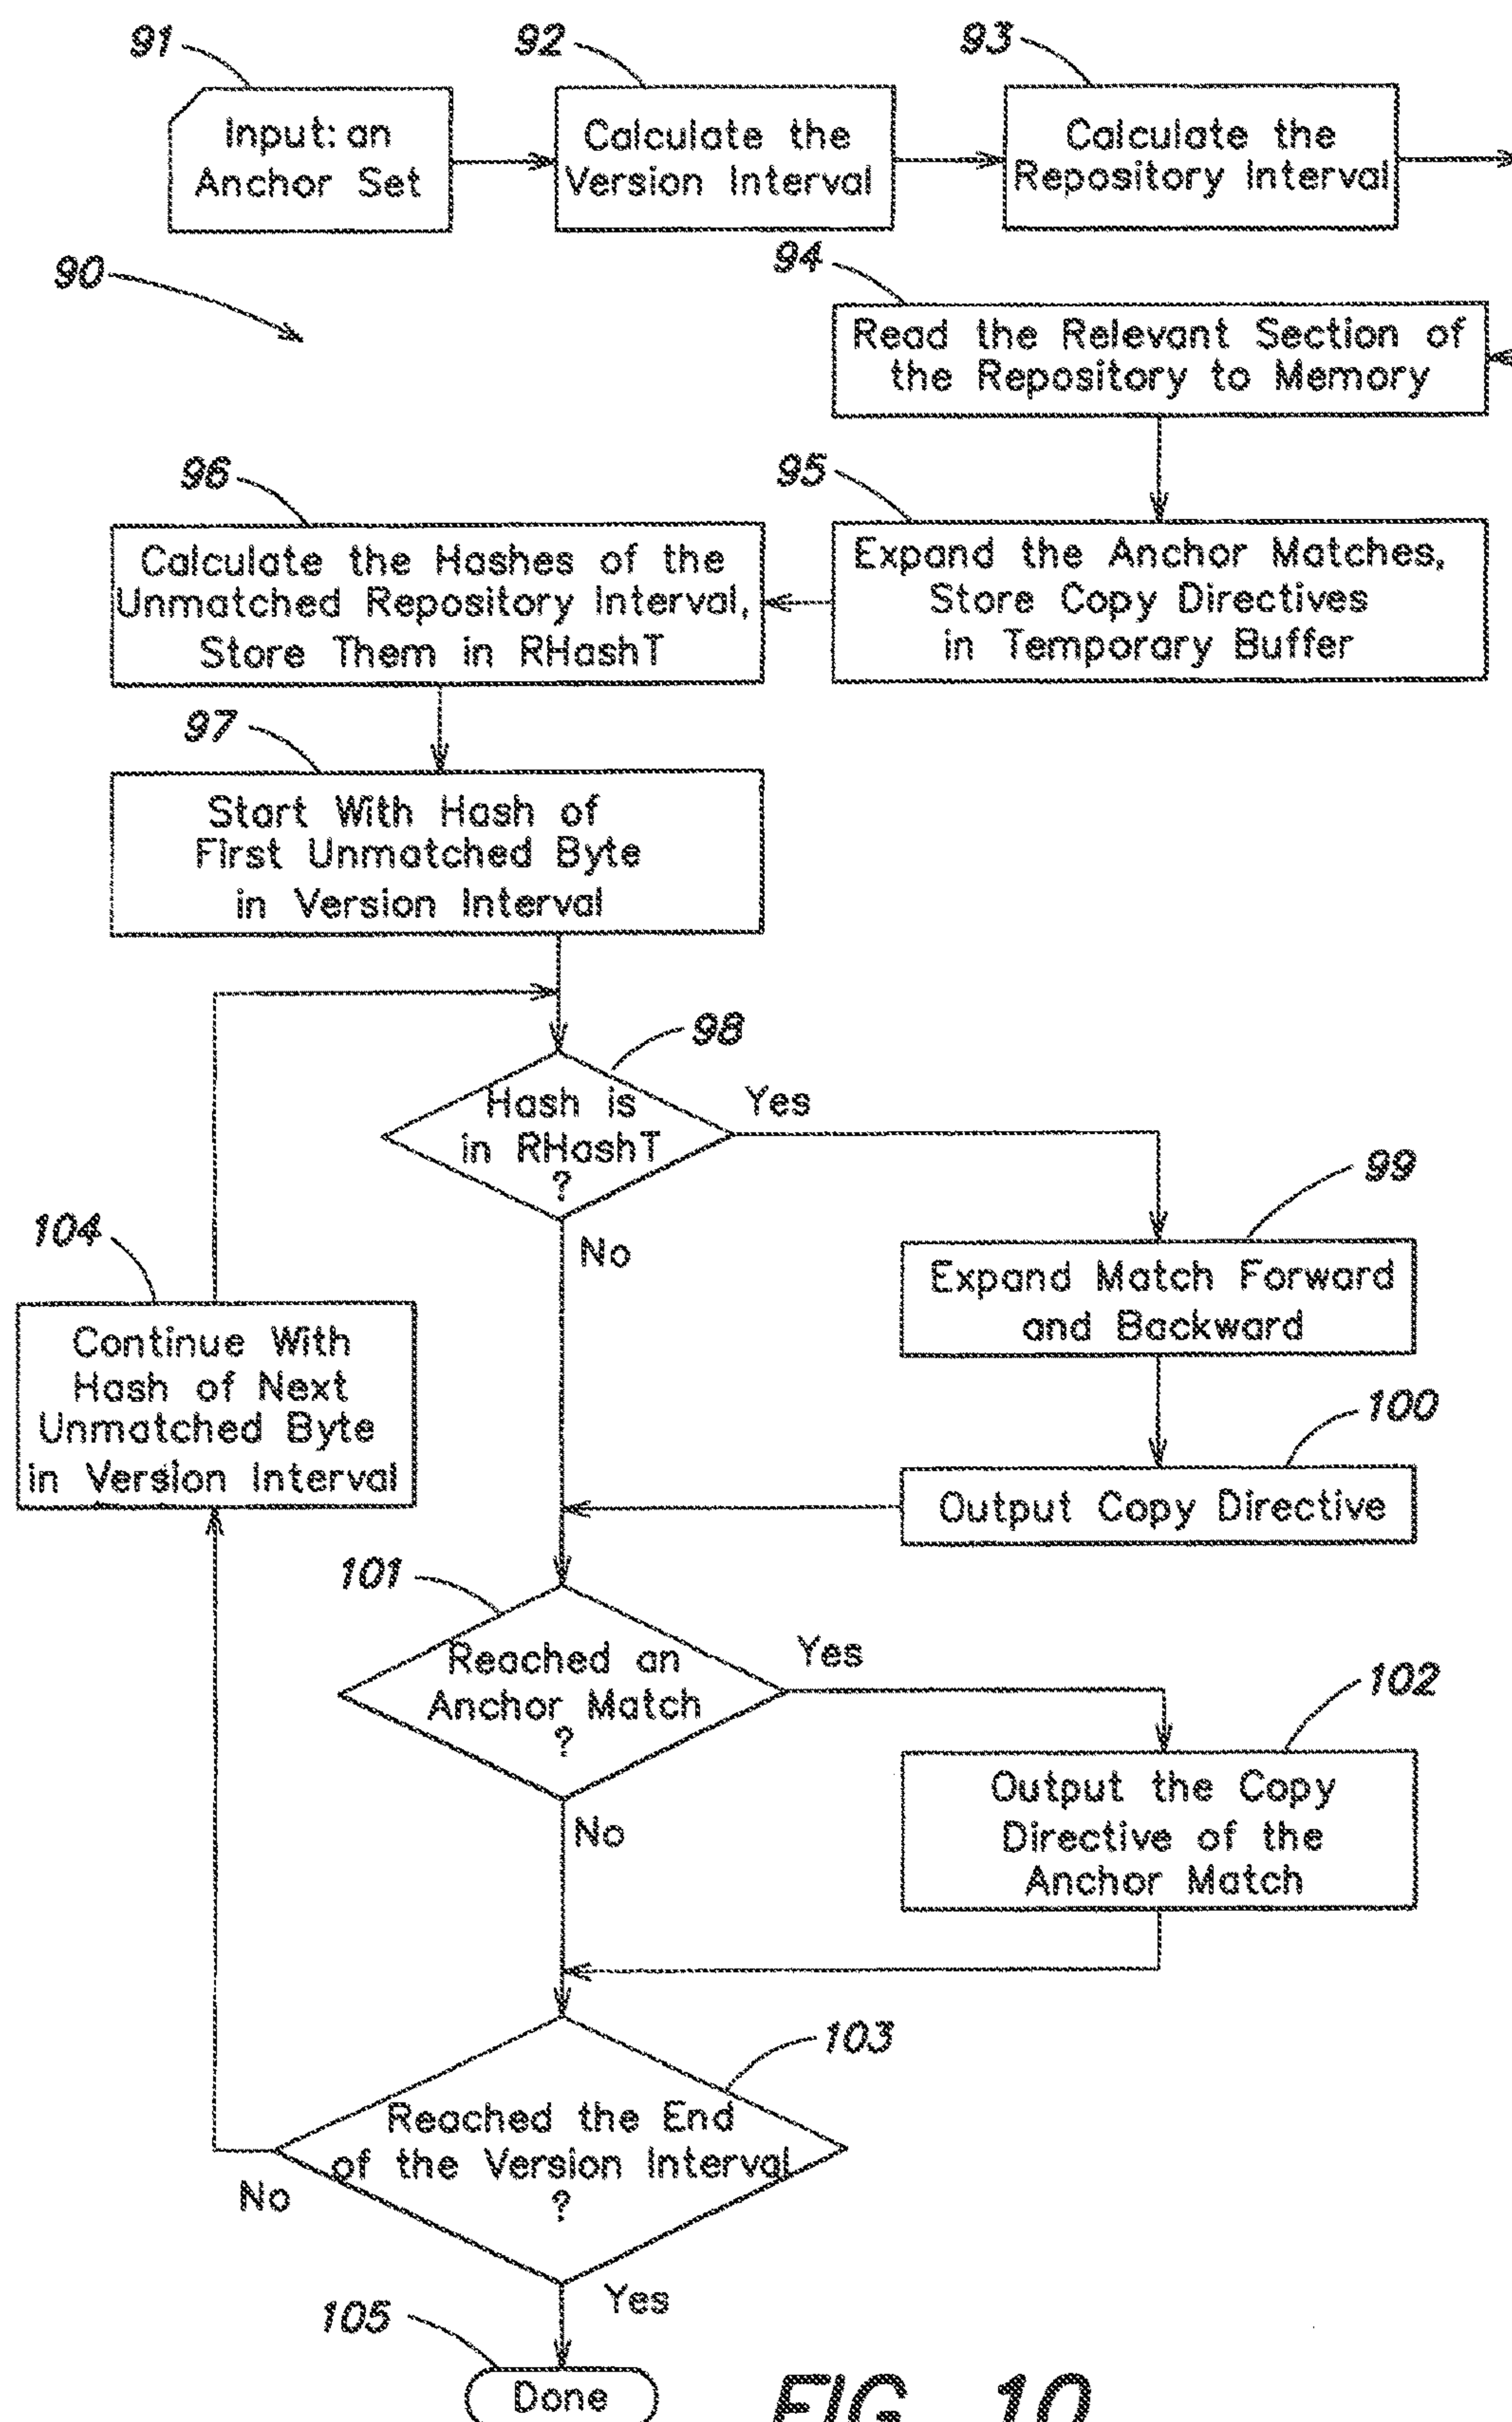 91
Input: an
Anchor Set
92
Calculate the
Version Interval
93
Calculate the
Repository Interval
90
94
Read the Relevant Section of
the Repository to Memory
95
Expand the Anchor Matches,
Store Copy Directives
in Temporary Buffer
96
Calculate the Hashes of the
Unmatched Repository Interval,
Store Them in RHashT
97
Start With Hash of
First Unmatched Byte
in Version Interval
98
Hash is
in RHashT
?
Yes
No
99
Expand Match Forward
and Backward
100
Output Copy Directive
104
Continue With
Hash of Next
Unmatched Byte
in Version Interval
101
Reached an
Anchor Match
?
Yes
No
102
Output the Copy
Directive of the
Anchor Match
103
Reached the End
of the Version Interval
?
No
Yes
105
Done
FIG. 10